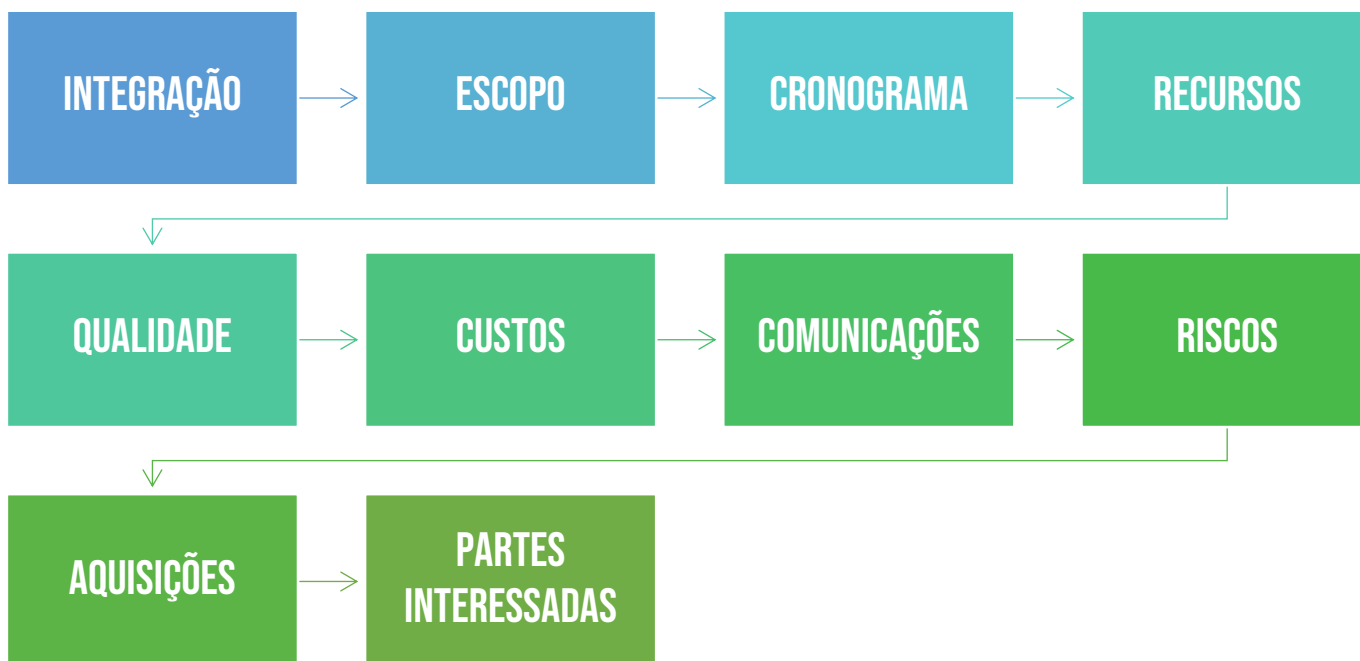 INTEGRAÇÃO
ESCOPO
CRONOGRAMA
RECURSOS
QUALIDADE
CUSTOS
COMUNICAÇÕES
RISCOS
AQUISIÇÕES
PARTES
INTERESSADAS